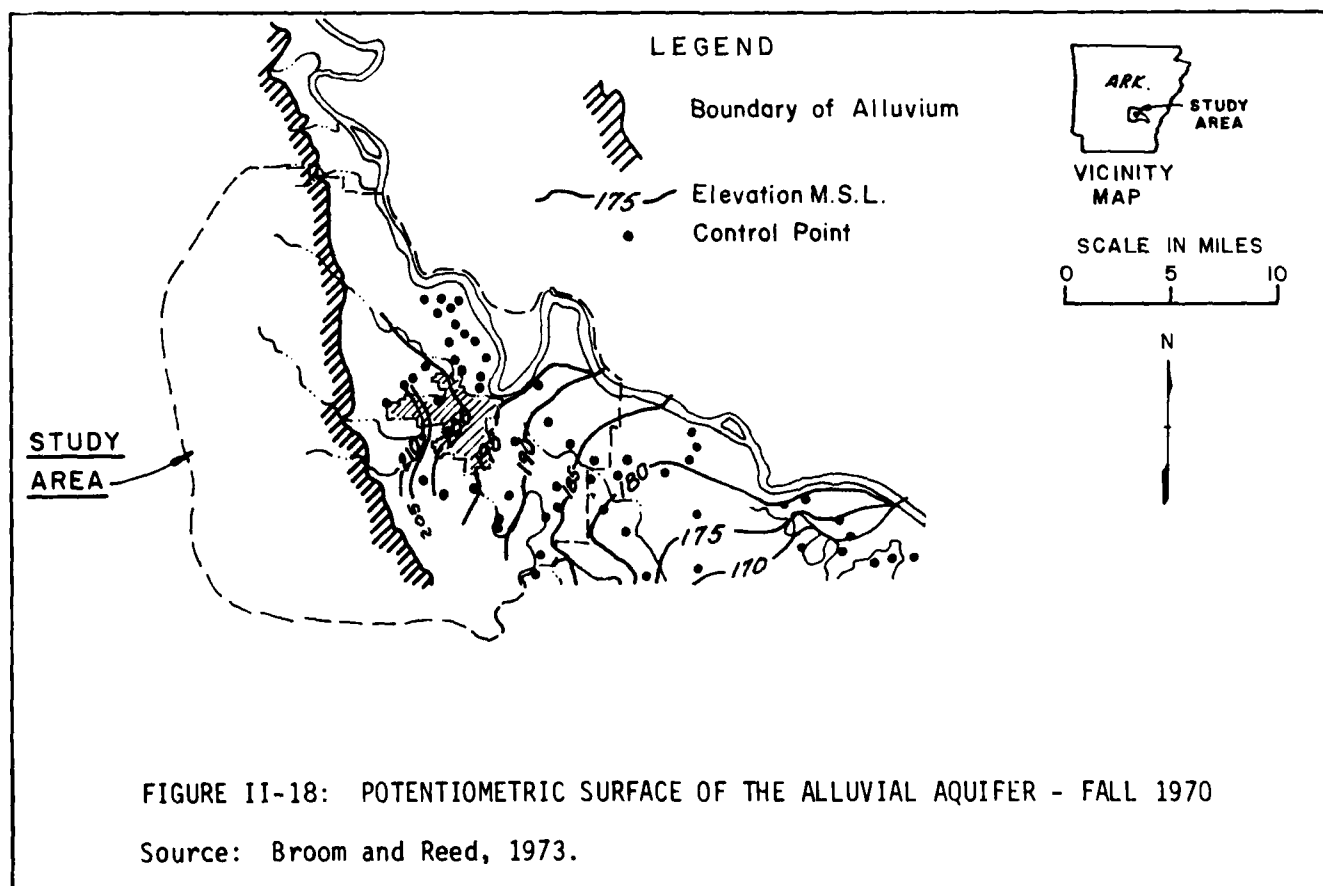 LEGEND
Boundary of Alluvium
175
Elevation M.S.L.
Control Point
ARK.
STUDY
AREA
VICINITY
MAP
SCALE IN MILES
0 5 10
N
STUDY
AREA
210
205
190
185
180
175
170
FIGURE II-18: POTENTIOMETRIC SURFACE OF THE ALLUVIAL AQUIFER - FALL 1970
Source: Broom and Reed, 1973.